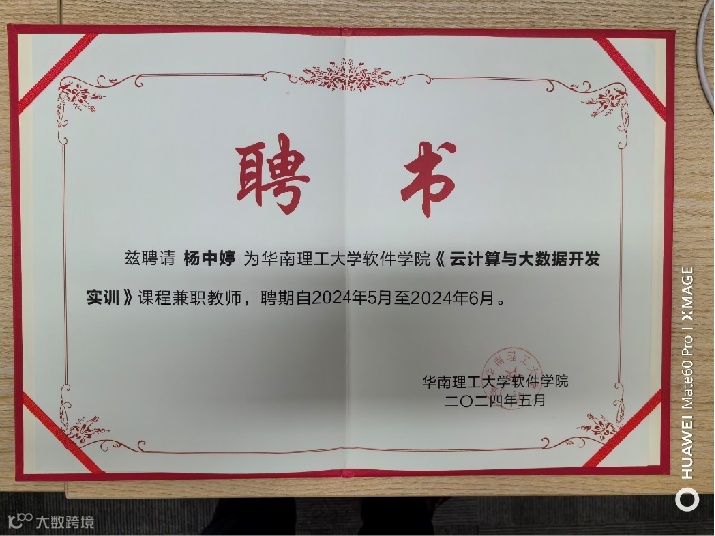 聘书
兹聘请 杨中婷 为华南理工大学软件学院《云计算与大数据开发
实训》课程兼职教师，聘期自2024年5月至2024年6月。
华南理工大学软件学院
二〇二四年五月
HUAWEI Mate60 Pro | XMAGE
大数跨境